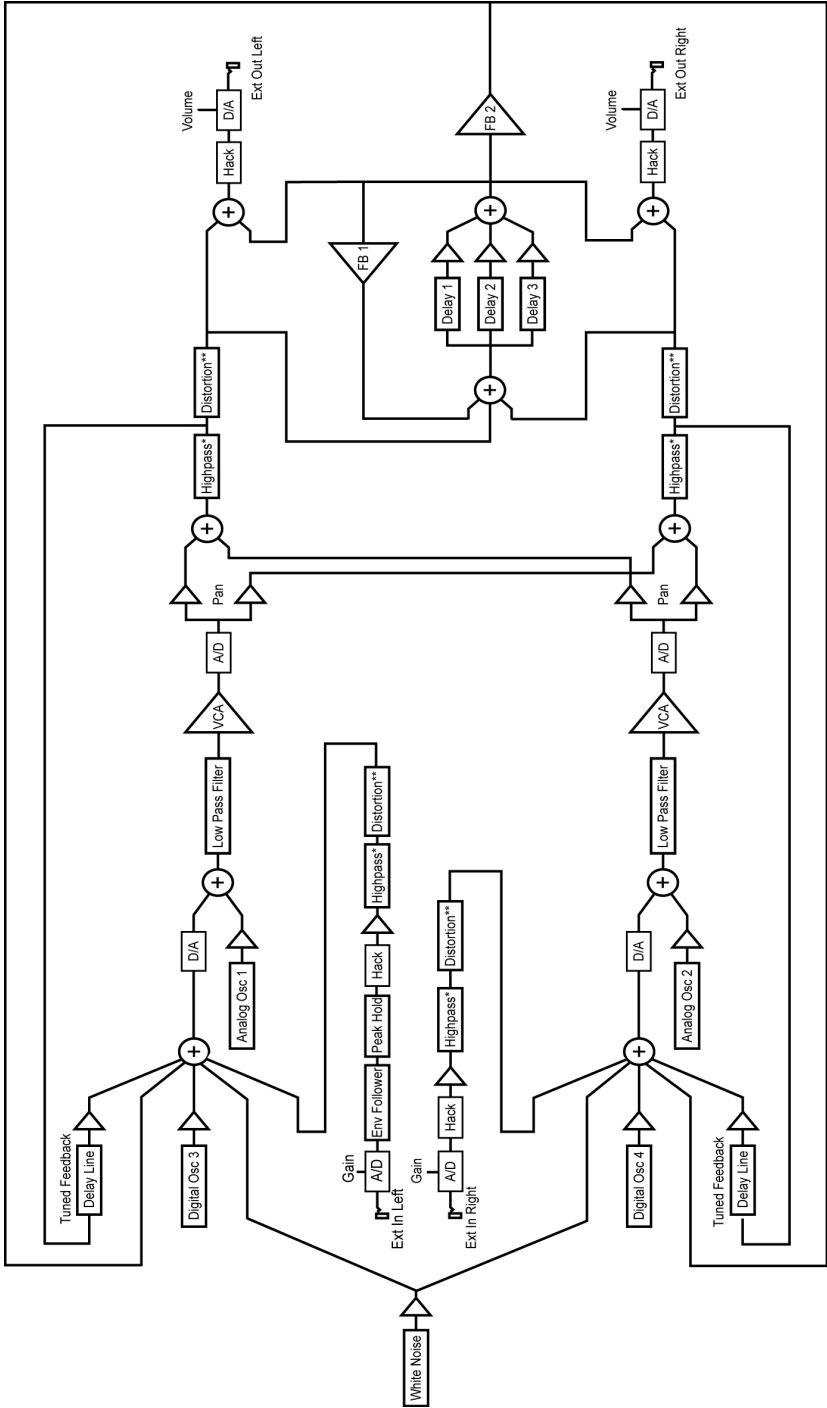 Volume
D/A
Ext Out Left
Hack
FB 2
FB 1
Delay 1
Delay 2
Delay 3
Volume
D/A
Ext Out Right
Hack
Distortion**
Highpass*
Distortion**
Highpass*
Pan
Pan
A/D
A/D
VCA
VCA
Low Pass Filter
Low Pass Filter
D/A
Analog Osc 1
D/A
Analog Osc 2
Distortion**
Highpass*
Hack
Peak Hold
Env Follower
Gain
A/D
Ext In Left
Distortion**
Highpass*
Hack
Gain
A/D
Ext In Right
Tuned Feedback
Delay Line
Digital Osc 3
Digital Osc 4
Tuned Feedback
Delay Line
White Noise
+
+
+
+
+
+
+
+
+
+